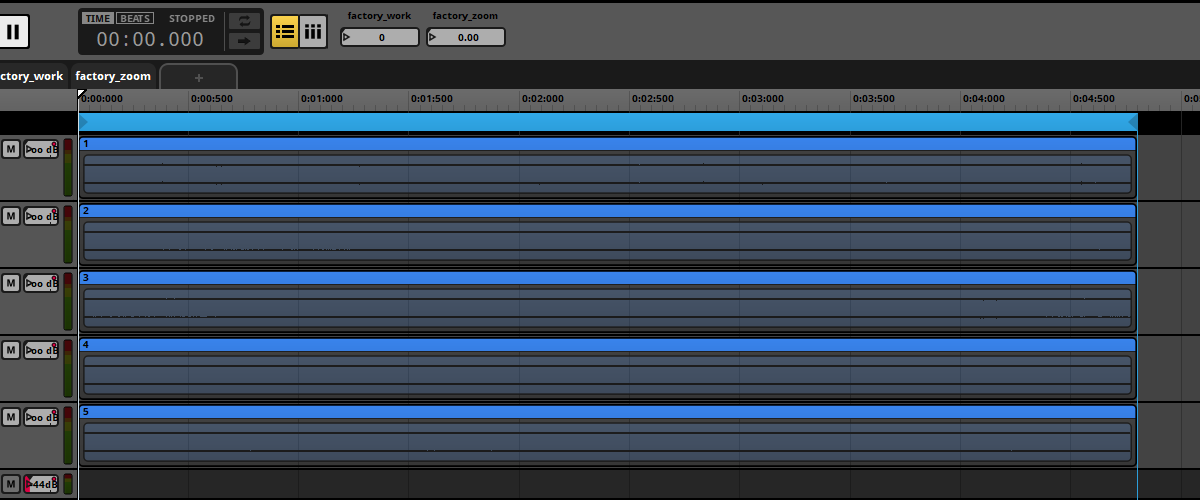 TIME BEATS STOPPED
00:00.000
factory_work factory_zoom
0 0.00
ctory_work factory_zoom +
0:00:000 0:00:500 0:01:000 0:01:500 0:02:000 0:02:500 0:03:000 0:03:500 0:04:000 0:04:500 0:0
1
M oo dB
2
M oo dB
3
M oo dB
4
M oo dB
5
M oo dB
M -44dB